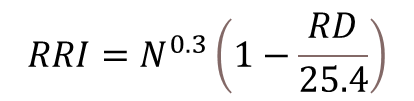 RRI = N^0.3 (1 − RD/25.4)